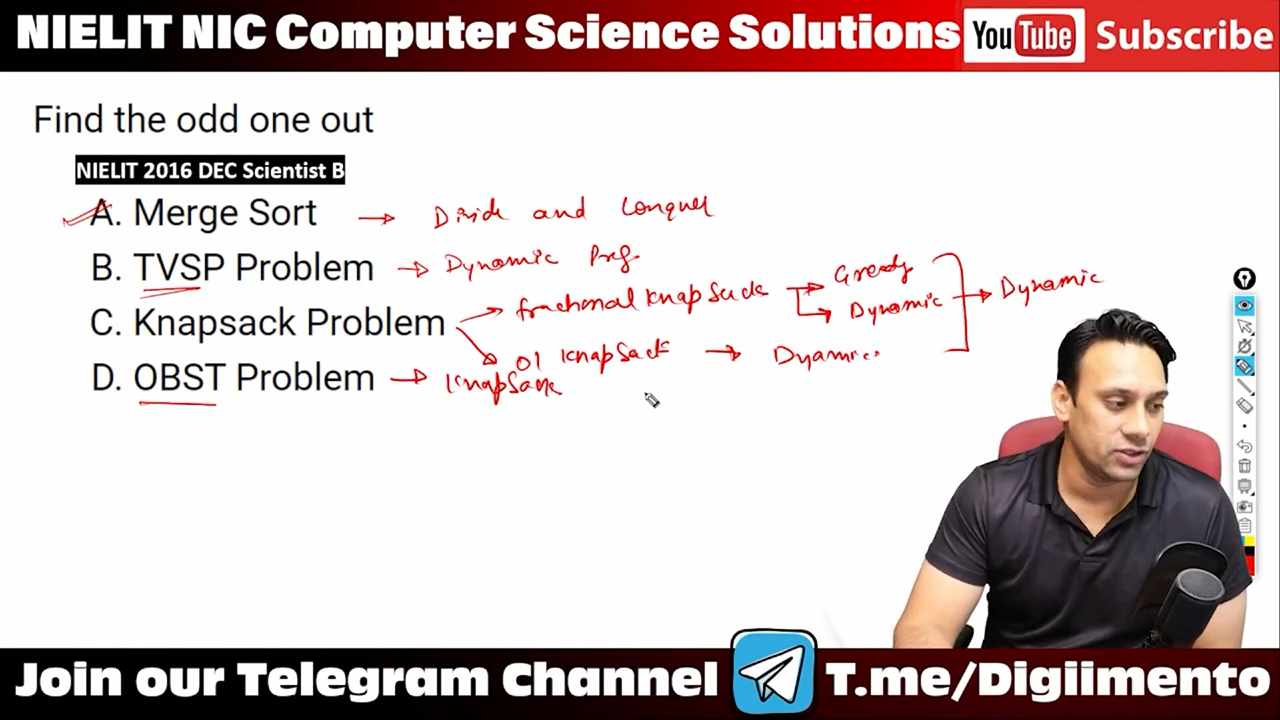 NIELIT NIC Computer Science Solutions YouTube Subscribe
Find the odd one out
NIELIT 2016 DEC Scientist B
A. Merge Sort → Divide and Conquer
B. TVSP Problem → Dynamic Prg.
C. Knapsack Problem → fractional Knapsack → Greedy → Dynamic → Dynamic
→ 01 Knapsack → Dynamic
D. OBST Problem → Knapsack
Join our Telegram Channel T.me/Digiimento